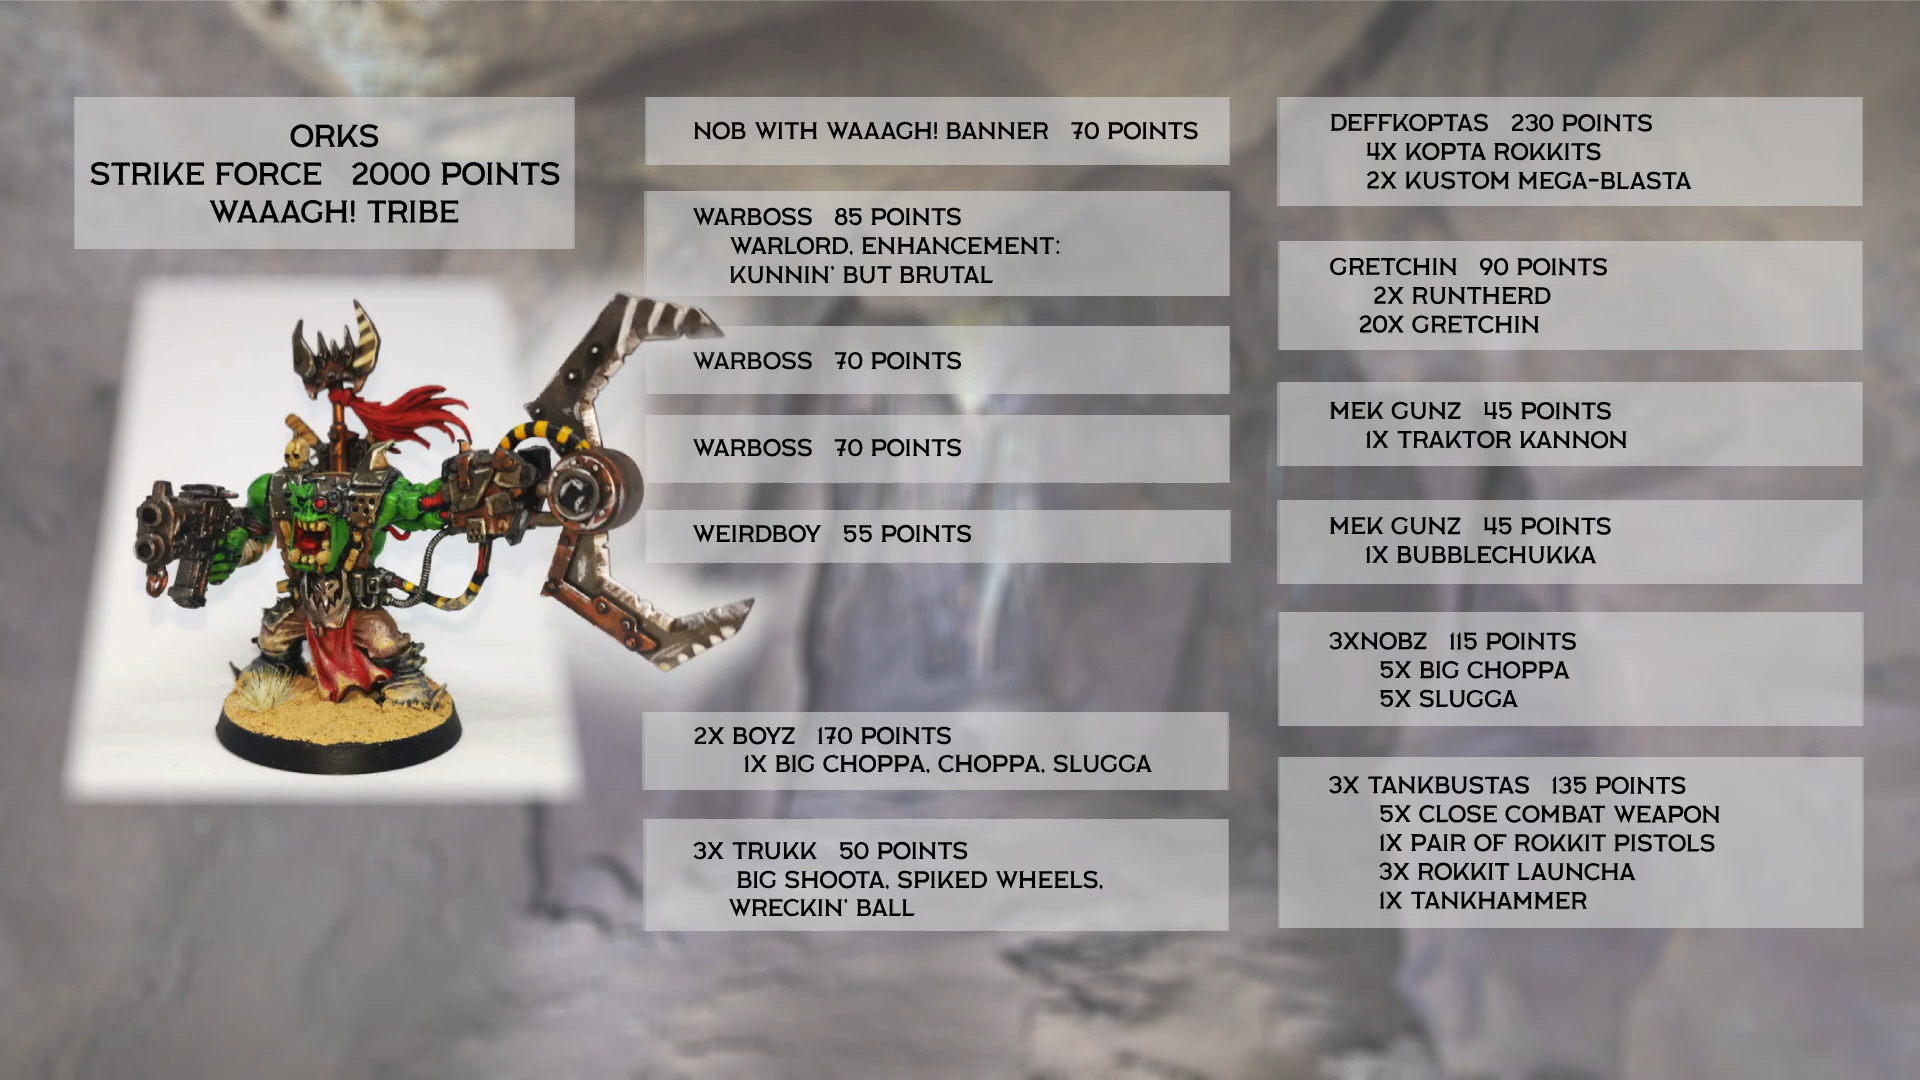 ORKS
STRIKE FORCE 2000 POINTS
WAAAGH! TRIBE
NOB WITH WAAAGH! BANNER 70 POINTS
WARBOSS 85 POINTS
WARLORD, ENHANCEMENT:
KUNNIN' BUT BRUTAL
WARBOSS 70 POINTS
WARBOSS 70 POINTS
WEIRDBOY 55 POINTS
2X BOYZ 170 POINTS
1X BIG CHOPPA, CHOPPA, SLUGGA
3X TRUKK 50 POINTS
BIG SHOOTA, SPIKED WHEELS,
WRECKIN' BALL
DEFFKOPTAS 230 POINTS
4X KOPTA ROKKITS
2X KUSTOM MEGA-BLASTA
GRETCHIN 90 POINTS
2X RUNTHERD
20X GRETCHIN
MEK GUNZ 45 POINTS
1X TRAKTOR KANNON
MEK GUNZ 45 POINTS
1X BUBBLECHUKKA
3XNOBZ 115 POINTS
5X BIG CHOPPA
5X SLUGGA
3X TANKBUSTAS 135 POINTS
5X CLOSE COMBAT WEAPON
1X PAIR OF ROKKIT PISTOLS
3X ROKKIT LAUNCHA
1X TANKHAMMER